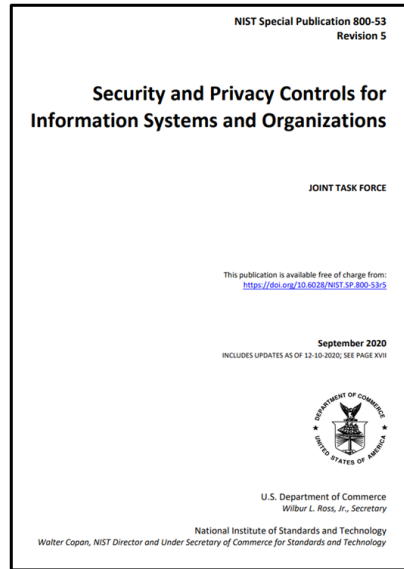 NIST Special Publication 800-53
Revision 5
Security and Privacy Controls for
Information Systems and Organizations
JOINT TASK FORCE
This publication is available free of charge from:
https://doi.org/10.6028/NIST.SP.800-53r5
September 2020
INCLUDES UPDATES AS OF 12-10-2020; SEE PAGE XVII
DEPARTMENT OF COMMERCE
UNITED STATES OF AMERICA
U.S. Department of Commerce
Wilbur L. Ross, Jr., Secretary
National Institute of Standards and Technology
Walter Copan, NIST Director and Under Secretary of Commerce for Standards and Technology